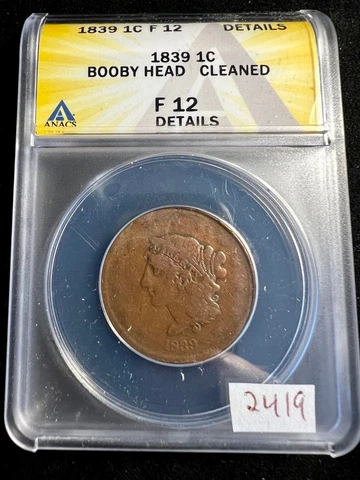 1839 1C F 12 DETAILS
1839 1C
BOOBY HEAD CLEANED
F 12
DETAILS
ANACS
1839
2419